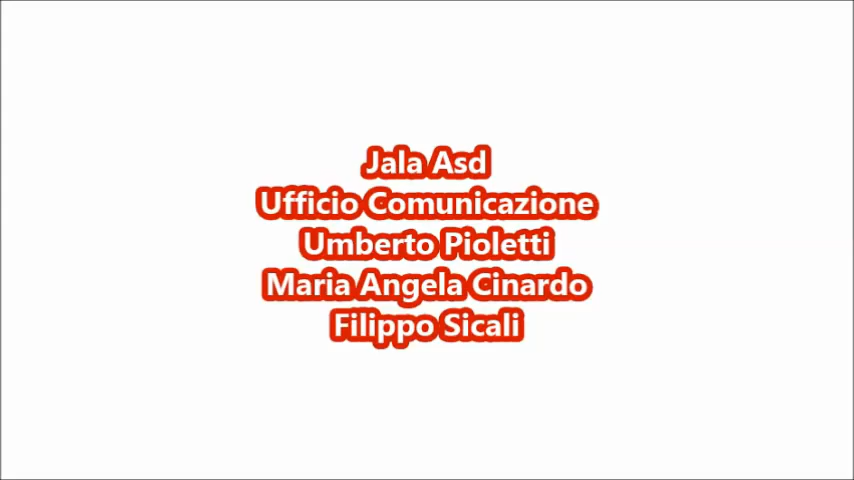 Jala Asd
Ufficio Comunicazione
Umberto Pioletti
Maria Angela Cinardo
Filippo Sicali